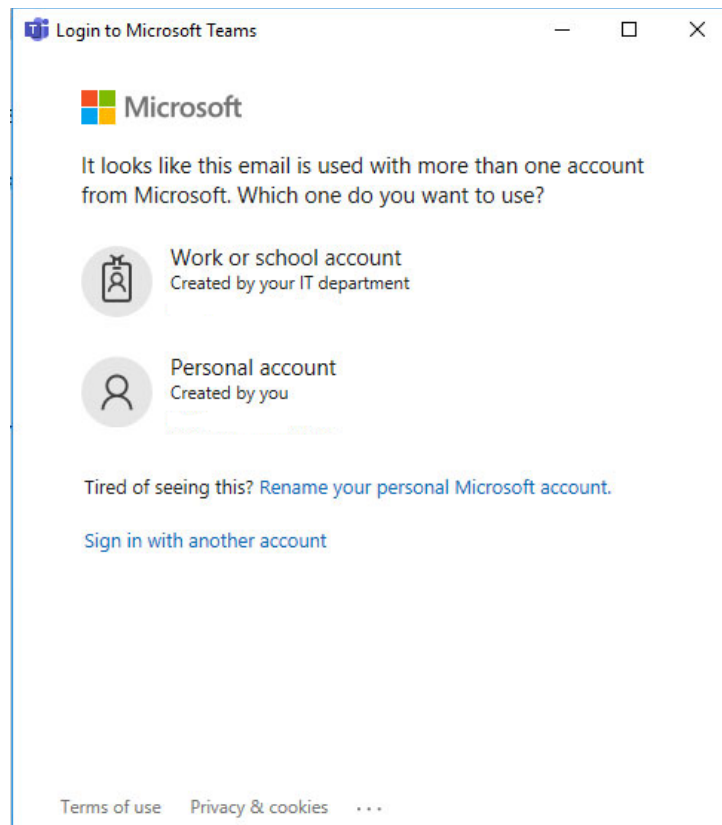 Login to Microsoft Teams
Microsoft
It looks like this email is used with more than one account
from Microsoft. Which one do you want to use?
Work or school account
Created by your IT department
Personal account
Created by you
Tired of seeing this? Rename your personal Microsoft account.
Sign in with another account
Terms of use Privacy & cookies ...